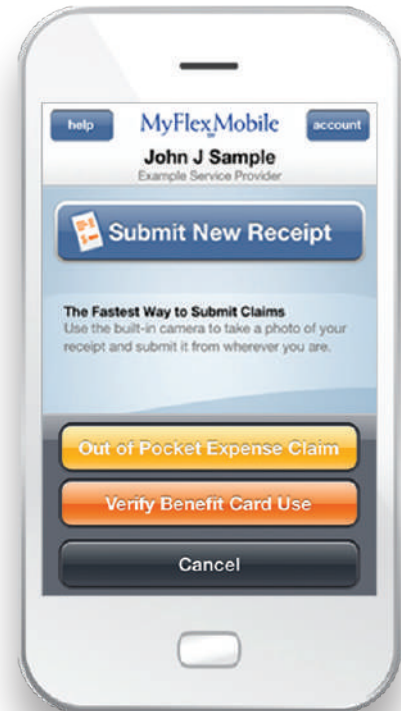 help MyFlexMobile account
SM
John J Sample
Example Service Provider
Submit New Receipt
The Fastest Way to Submit Claims
Use the built-in camera to take a photo of your
receipt and submit it from wherever you are.
Out of Pocket Expense Claim
Verify Benefit Card Use
Cancel